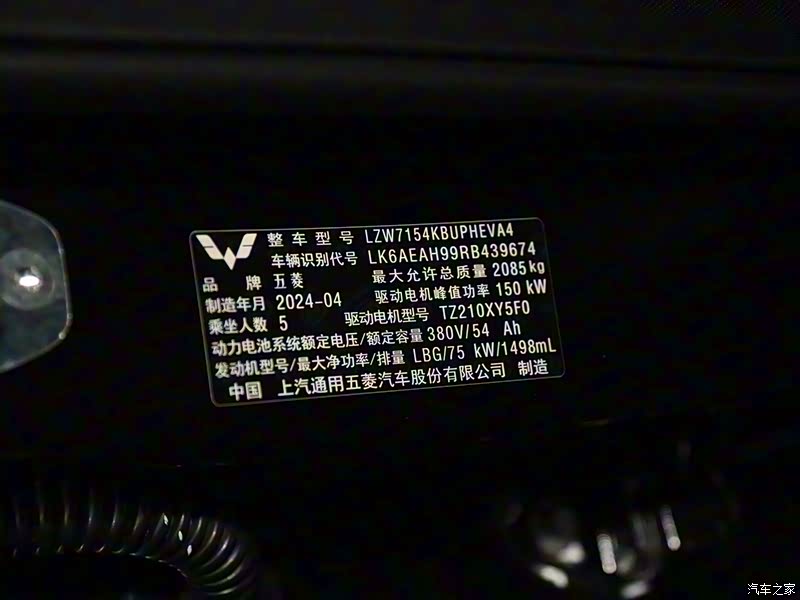 整车型号 LZW7154KBUPHEVA4
车辆识别代号 LK6AEAH99RB439674
品牌 五菱 最大允许总质量 2085kg
制造年月 2024-04 驱动电机峰值功率 150 kW
乘坐人数 5 驱动电机型号 TZ210XY5F0
动力电池系统额定电压/额定容量 380V/54 Ah
发动机型号/最大净功率/排量 LBG/75 kW/1498mL
中国 上汽通用五菱汽车股份有限公司 制造
汽车之家